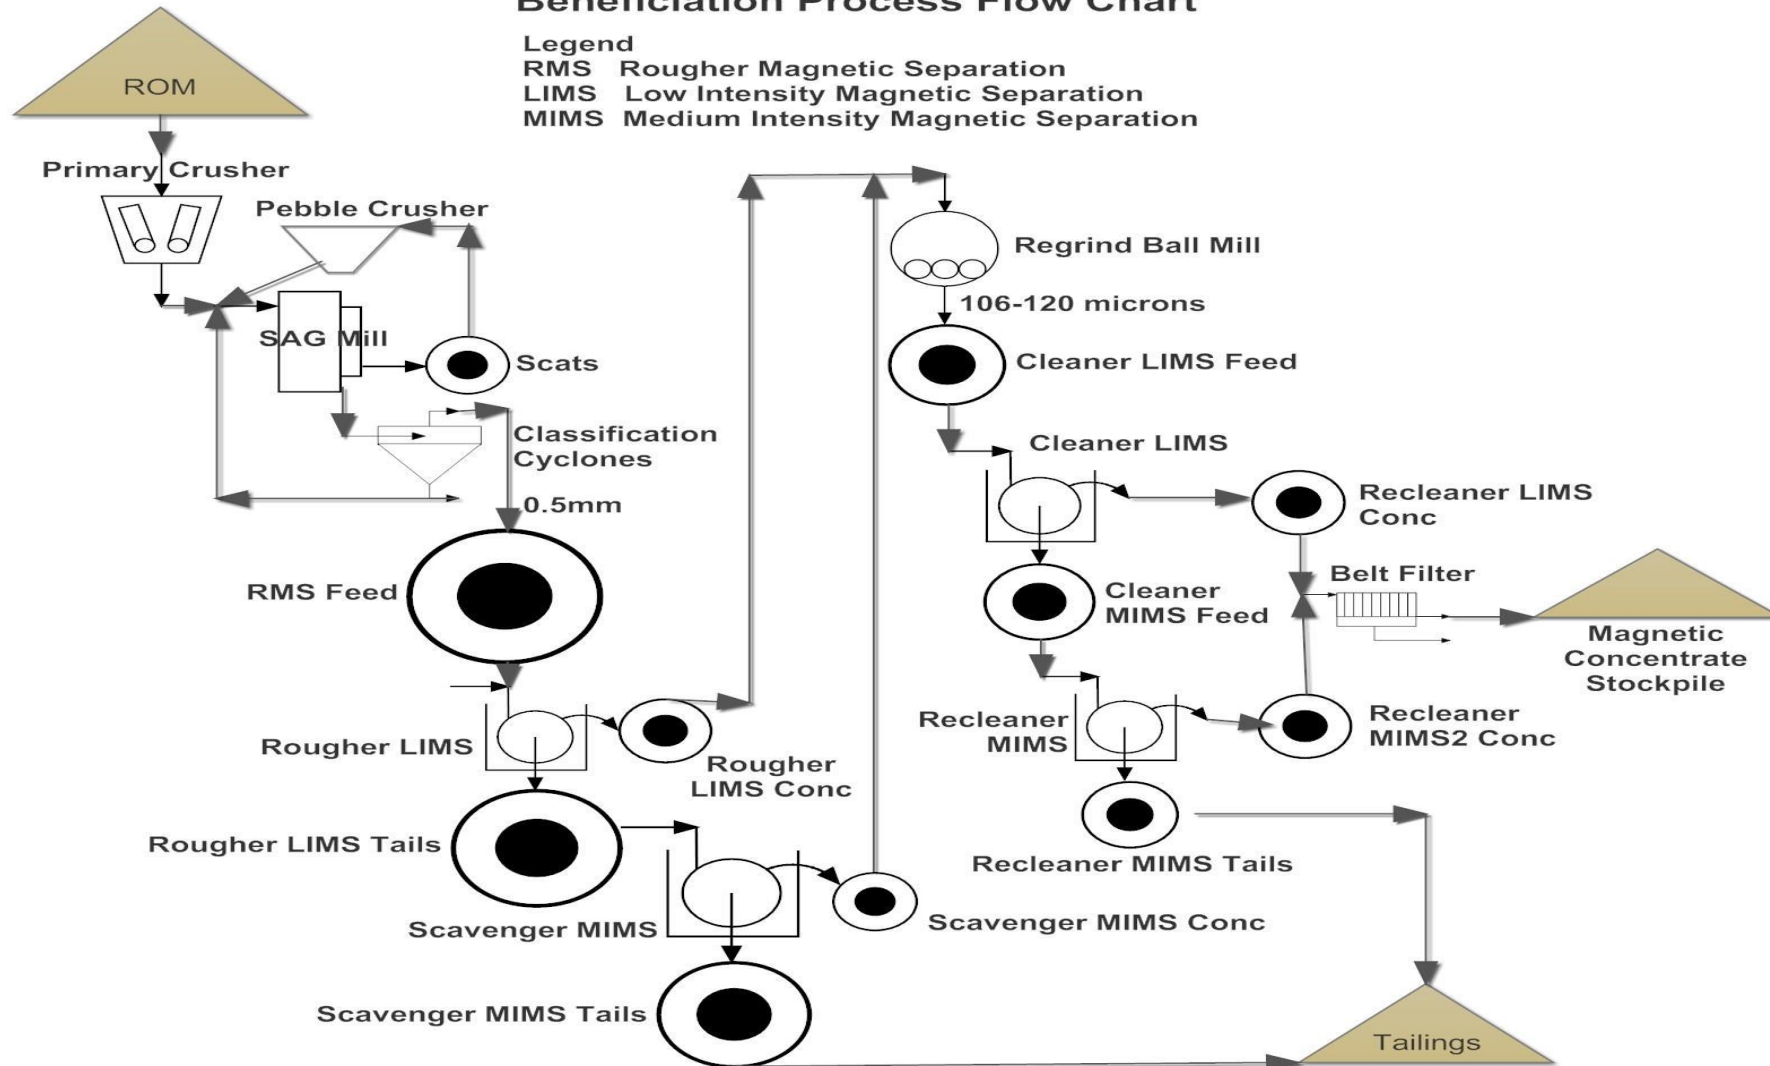 Beneficiation Process Flow Chart
Legend
RMS Rougher Magnetic Separation
LIMS Low Intensity Magnetic Separation
MIMS Medium Intensity Magnetic Separation
ROM
Primary Crusher
Pebble Crusher
SAG Mill
Scats
Classification
Cyclones
0.5mm
RMS Feed
Rougher LIMS
Rougher
LIMS Conc
Rougher LIMS Tails
Scavenger MIMS
Scavenger MIMS Conc
Scavenger MIMS Tails
Regrind Ball Mill
106-120 microns
Cleaner LIMS Feed
Cleaner LIMS
Recleaner LIMS
Conc
Belt Filter
Cleaner
MIMS Feed
Magnetic
Concentrate
Stockpile
Recleaner
MIMS
Recleaner
MIMS2 Conc
Recleaner MIMS Tails
Tailings